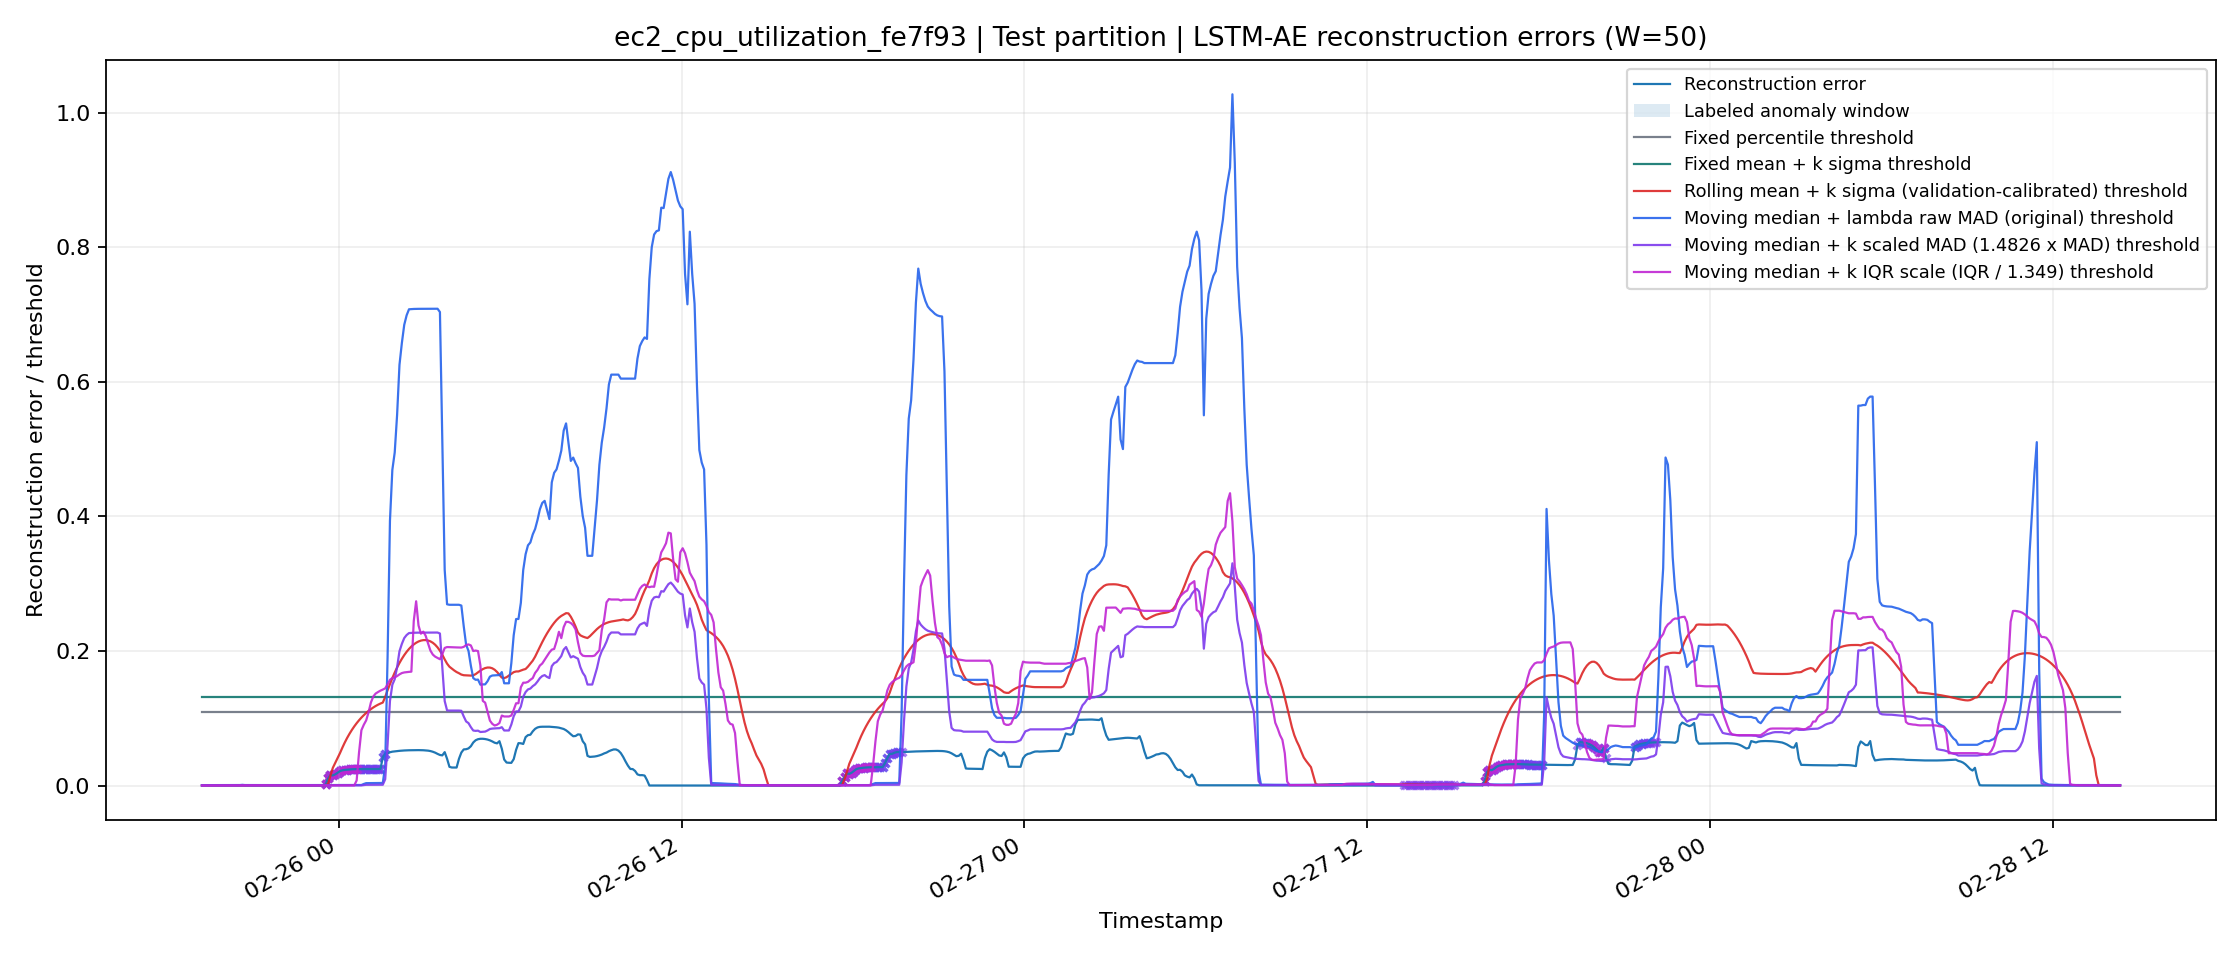 ec2_cpu_utilization_fe7f93 | Test partition | LSTM-AE reconstruction errors (W=50)
Reconstruction error
Labeled anomaly window
Fixed percentile threshold
Fixed mean + k sigma threshold
Rolling mean + k sigma (validation-calibrated) threshold
Moving median + lambda raw MAD (original) threshold
Moving median + k scaled MAD (1.4826 x MAD) threshold
Moving median + k IQR scale (IQR / 1.349) threshold
Reconstruction error / threshold
1.0
0.8
0.6
0.4
0.2
0.0
02-26 00
02-26 12
02-27 00
02-27 12
02-28 00
02-28 12
Timestamp